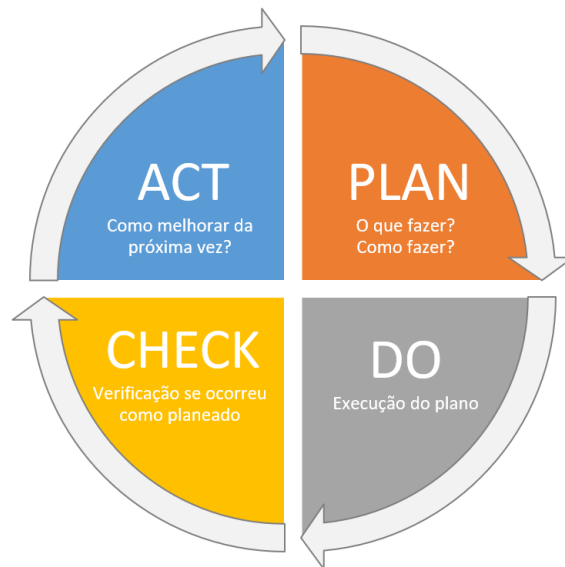 ACT
Como melhorar da
próxima vez?
PLAN
O que fazer?
Como fazer?
CHECK
Verificação se ocorreu
como planeado
DO
Execução do plano